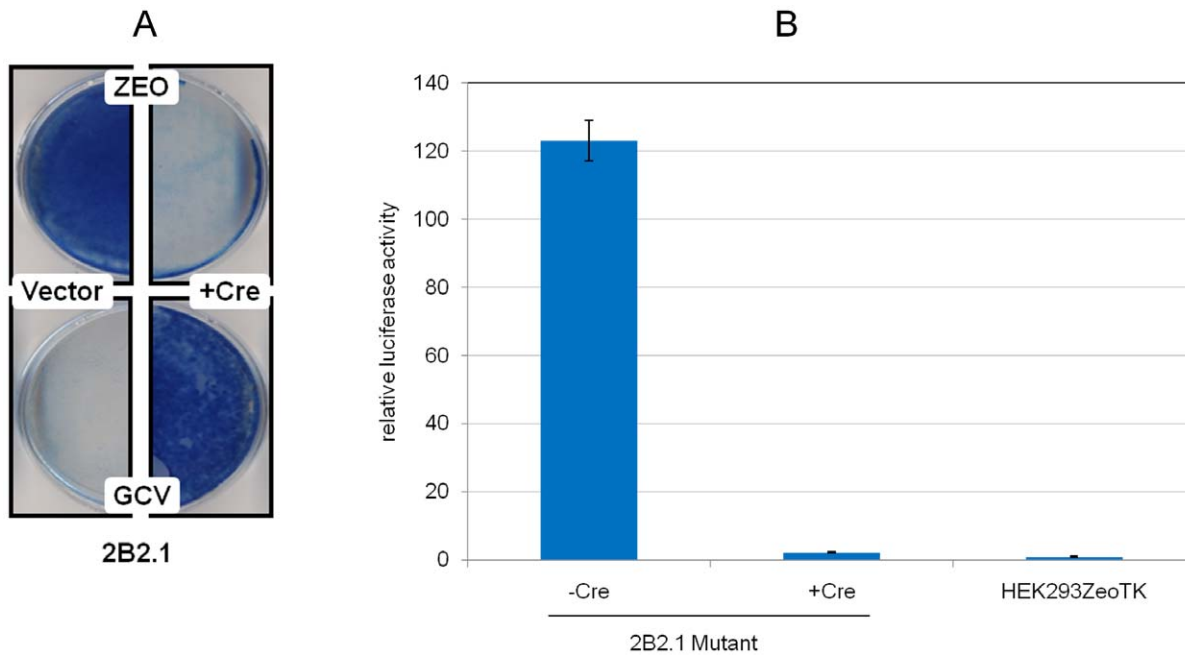 A
ZEO
Vector
+Cre
GCV
2B2.1
B
relative luciferase activity
140
120
100
80
60
40
20
0
-Cre
+Cre
HEK293ZeoTK
2B2.1 Mutant